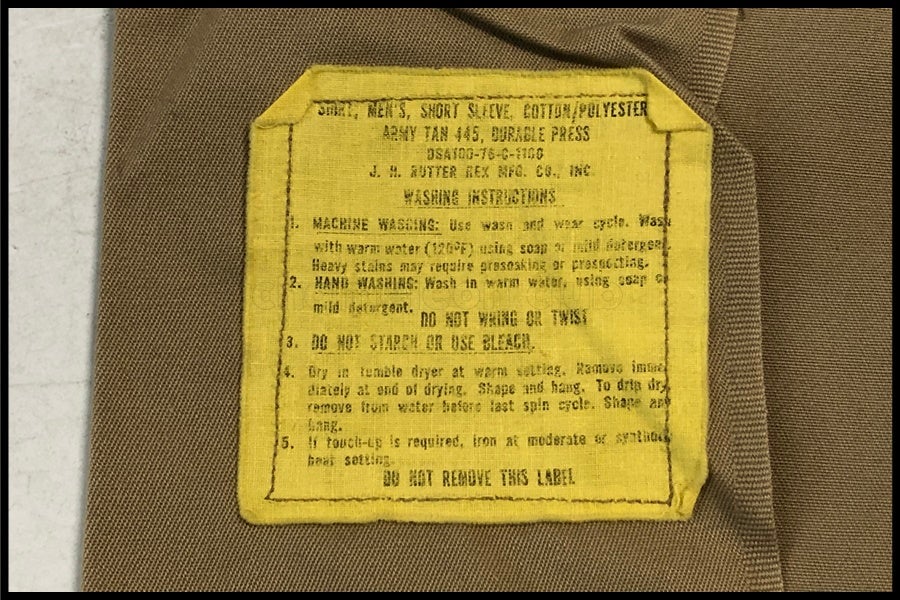 SHIRT, MEN'S, SHORT SLEEVE, COTTON/POLYESTER
ARMY TAN 445, DURABLE PRESS
DSA100-76-C-1106
J. H. RUTTER REX MFG. CO., INC.
WASHING INSTRUCTIONS
1. MACHINE WASHING: Use wash and wear cycle. Wash
with warm water (120°F) using soap or mild detergent.
Heavy stains may require presoaking or prespotting.
2. HAND WASHING: Wash in warm water, using soap or
mild detergent.
DO NOT WRING OR TWIST
3. DO NOT STARCH OR USE BLEACH.
4. Dry in tumble dryer at warm setting. Remove imme-
diately at end of drying. Shape and hang. To drip dry,
remove from water before last spin cycle. Shape and
hang.
5. If touch-up is required, iron at moderate or synthetic
heat setting.
DO NOT REMOVE THIS LABEL